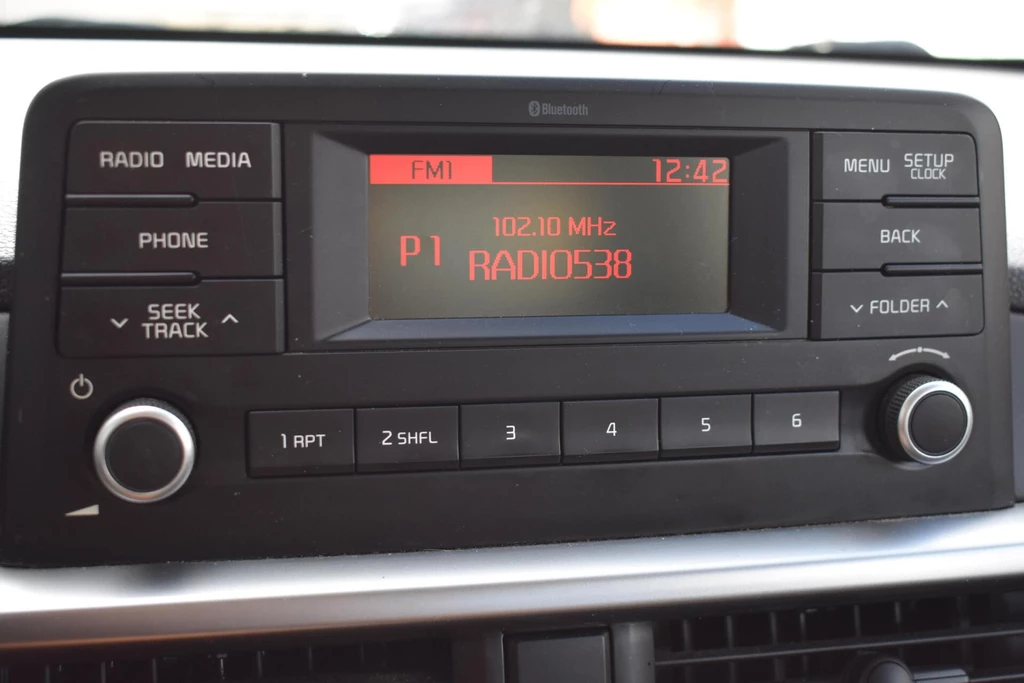 Bluetooth
RADIO MEDIA
PHONE
SEEK
TRACK
FM1 12:42
102.10 MHz
P1 RADIO538
MENU SETUP
CLOCK
BACK
FOLDER
1 RPT 2 SHFL 3 4 5 6